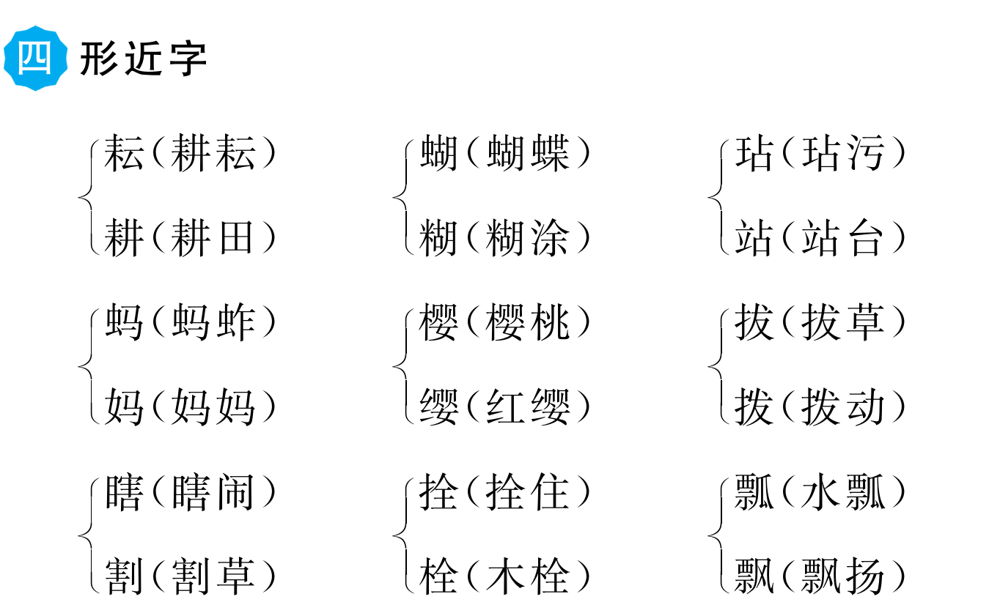 四 形近字
耘(耕耘) 蝴(蝴蝶) 玷(玷污)
耕(耕田) 糊(糊涂) 站(站台)
蚂(蚂蚱) 樱(樱桃) 拔(拔草)
妈(妈妈) 缨(红缨) 拨(拨动)
瞎(瞎闹) 拴(拴住) 瓢(水瓢)
割(割草) 栓(木栓) 飘(飘扬)